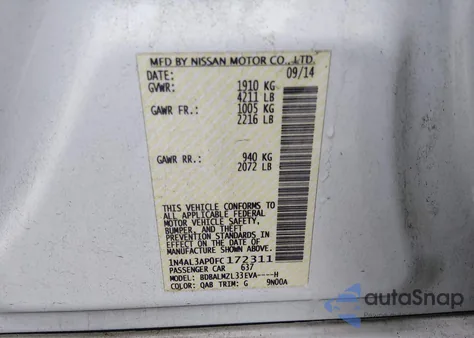 MFD BY NISSAN MOTOR CO., LTD.
DATE: 09/14
GVWR: 1910 KG
4211 LB
GAWR FR.: 1005 KG
2216 LB
GAWR RR.: 940 KG
2072 LB
THIS VEHICLE CONFORMS TO
ALL APPLICABLE FEDERAL
MOTOR VEHICLE SAFETY,
BUMPER, AND THEFT
PREVENTION STANDARDS
IN EFFECT ON THE DATE
OF MANUFACTURE SHOWN ABOVE.
1N4AL3AP0FC172311
PASSENGER CAR 637
MODEL: BDBALMZL33EVA----H
COLOR: QAB TRIM: G 9N00A
autoSnap
Powered by CarsFromWest